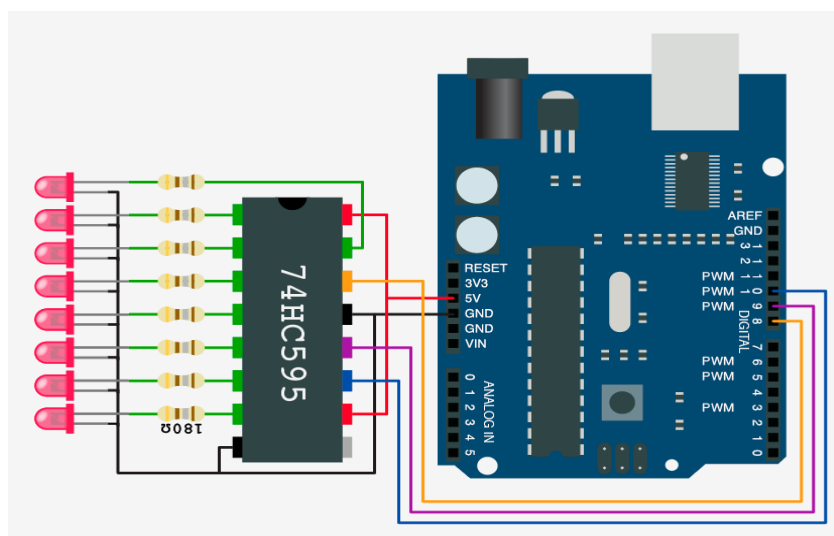 74HC595
180Ω
RESET
3V3
5V
GND
GND
VIN
ANALOG IN
0
1
2
3
4
5
AREF
GND
13
12
PWM 11
PWM 10
PWM 9
8
DIGITAL
7
PWM 6
PWM 5
4
PWM 3
2
1
0